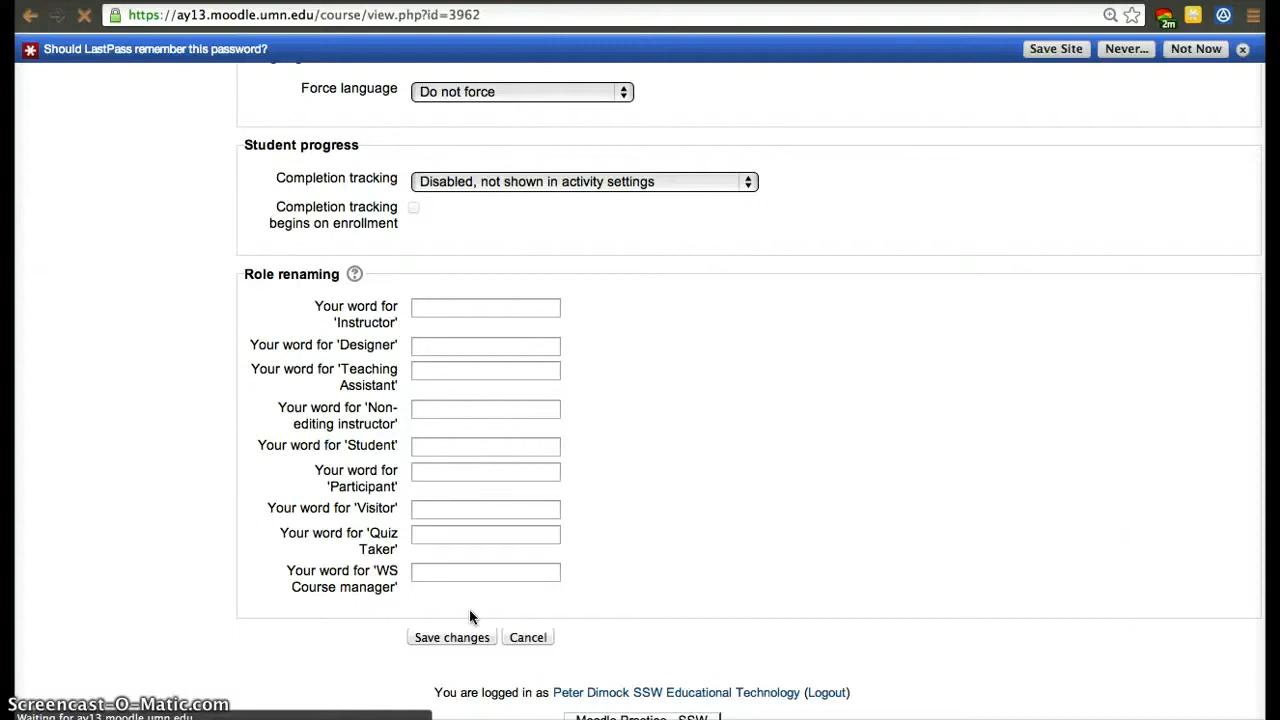 https://ay13.moodle.umn.edu/course/view.php?id=3962
2m
Should LastPass remember this password?
Save Site
Never...
Not Now
Force language
Do not force
Student progress
Completion tracking
Disabled, not shown in activity settings
Completion tracking
begins on enrollment
Role renaming
?
Your word for
'Instructor'
Your word for 'Designer'
Your word for 'Teaching
Assistant'
Your word for 'Non-
editing instructor'
Your word for 'Student'
Your word for
'Participant'
Your word for 'Visitor'
Your word for 'Quiz
Taker'
Your word for 'WS
Course manager'
Save changes
Cancel
You are logged in as Peter Dimock SSW Educational Technology (Logout)
Screencast-O-Matic.com
Moodle Practice - SSW
Waiting for ay13.moodle.umn.edu